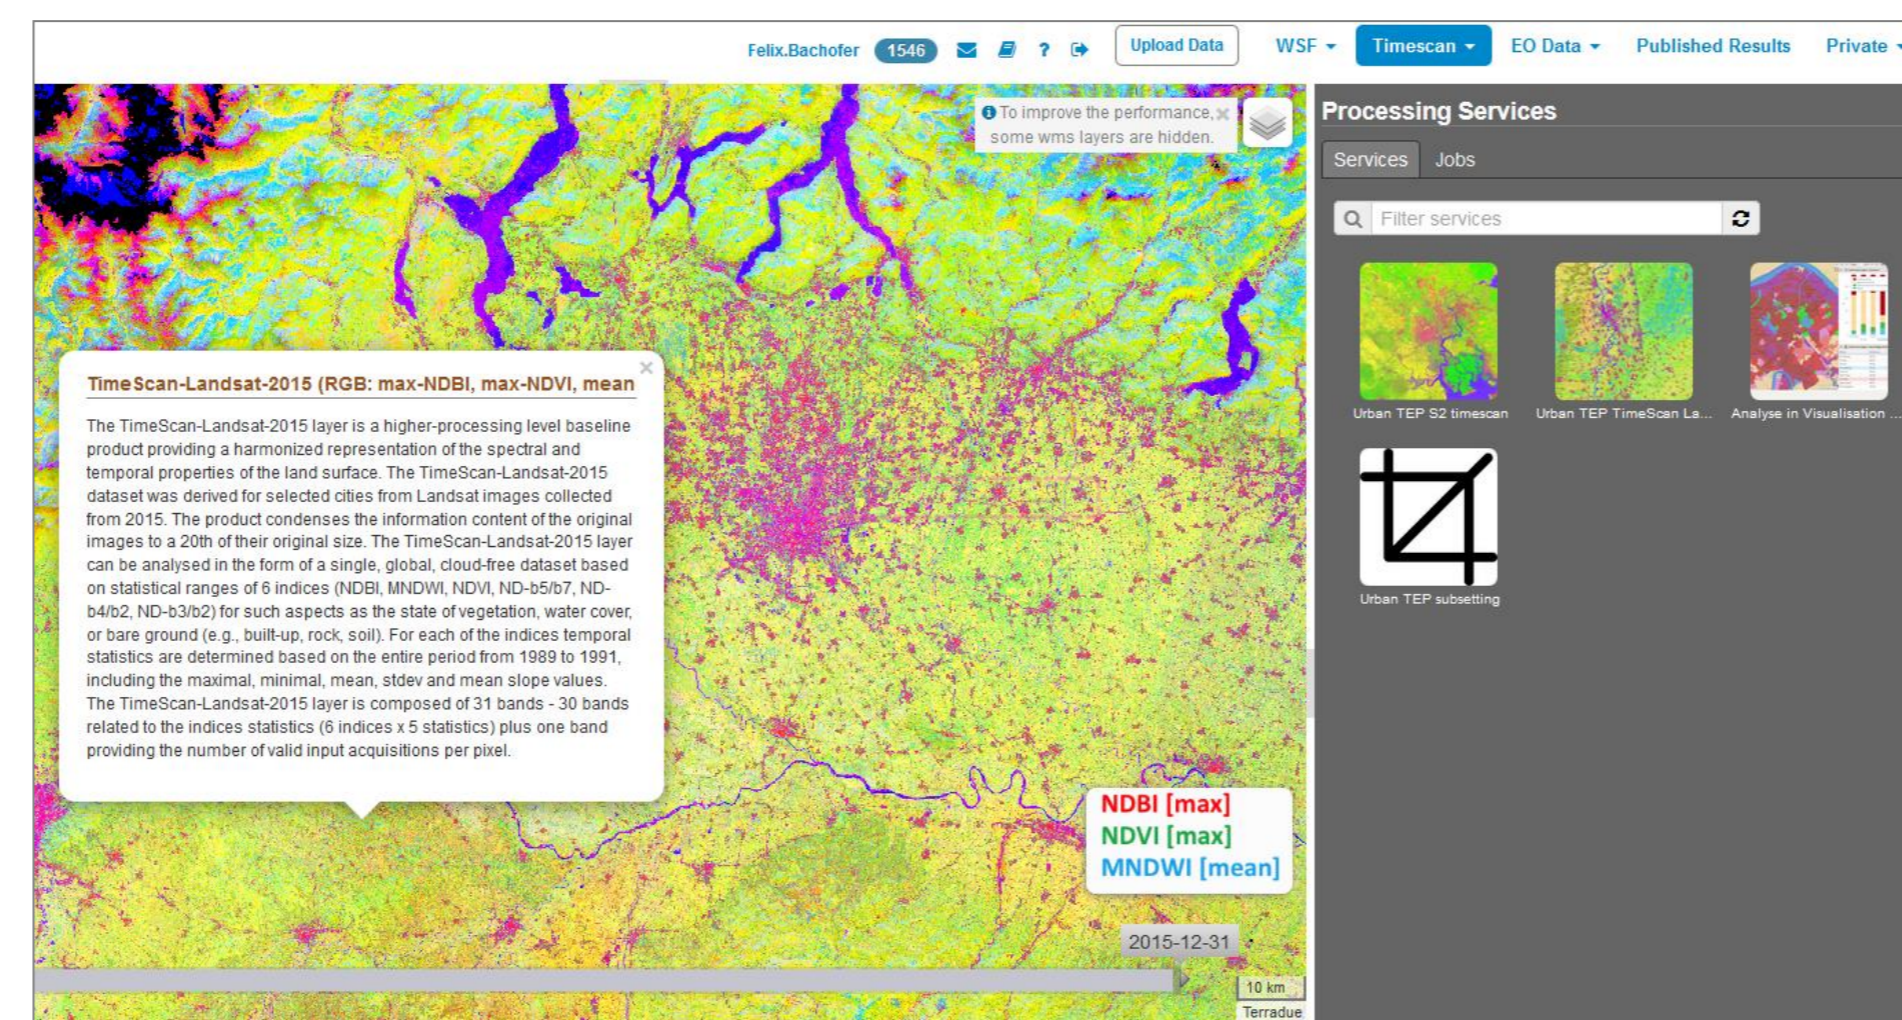 Felix.Bachofer 1546 ? Upload Data WSF Timescan EO Data Published Results Private
To improve the performance,
some wms layers are hidden.
TimeScan-Landsat-2015 (RGB: max-NDBI, max-NDVI, mean
The TimeScan-Landsat-2015 layer is a higher-processing level baseline
product providing a harmonized representation of the spectral and
temporal properties of the land surface. The TimeScan-Landsat-2015
dataset was derived for selected cities from Landsat images collected
from 2015. The product condenses the information content of the original
images to a 20th of their original size. The TimeScan-Landsat-2015 layer
can be analysed in the form of a single, global, cloud-free dataset based
on statistical ranges of 6 indices (NDBI, MNDWI, NDVI, ND-b5/b7, ND-
b4/b2, ND-b3/b2) for such aspects as the state of vegetation, water cover,
or bare ground (e.g., built-up, rock, soil). For each of the indices temporal
statistics are determined based on the entire period from 1989 to 1991,
including the maximal, minimal, mean, stdev and mean slope values.
The TimeScan-Landsat-2015 layer is composed of 31 bands - 30 bands
related to the indices statistics (6 indices x 5 statistics) plus one band
providing the number of valid input acquisitions per pixel.
NDBI [max]
NDVI [max]
MNDWI [mean]
2015-12-31
10 km
Terradue
Processing Services
Services Jobs
Filter services
Urban TEP S2 timescan Urban TEP TimeScan La... Analyse in Visualisation ...
Urban TEP subsetting